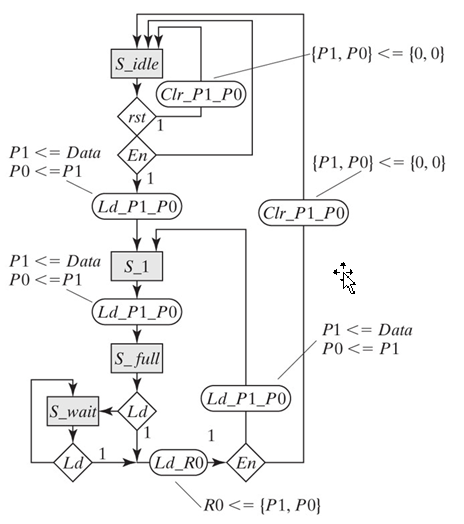 {P1, P0} <= {0, 0}
S_idle
Clr_P1_P0
rst
1
En
1
P1 <= Data
P0 <=P1
Ld_P1_P0
{P1, P0} <= {0, 0}
Clr_P1_P0
P1 <= Data
P0 <=P1
S_1
Ld_P1_P0
P1 <= Data
P0 <= P1
S_full
Ld_P1_P0
S_wait
Ld
1
1
Ld
1
Ld_R0
En
R0 <= {P1, P0}